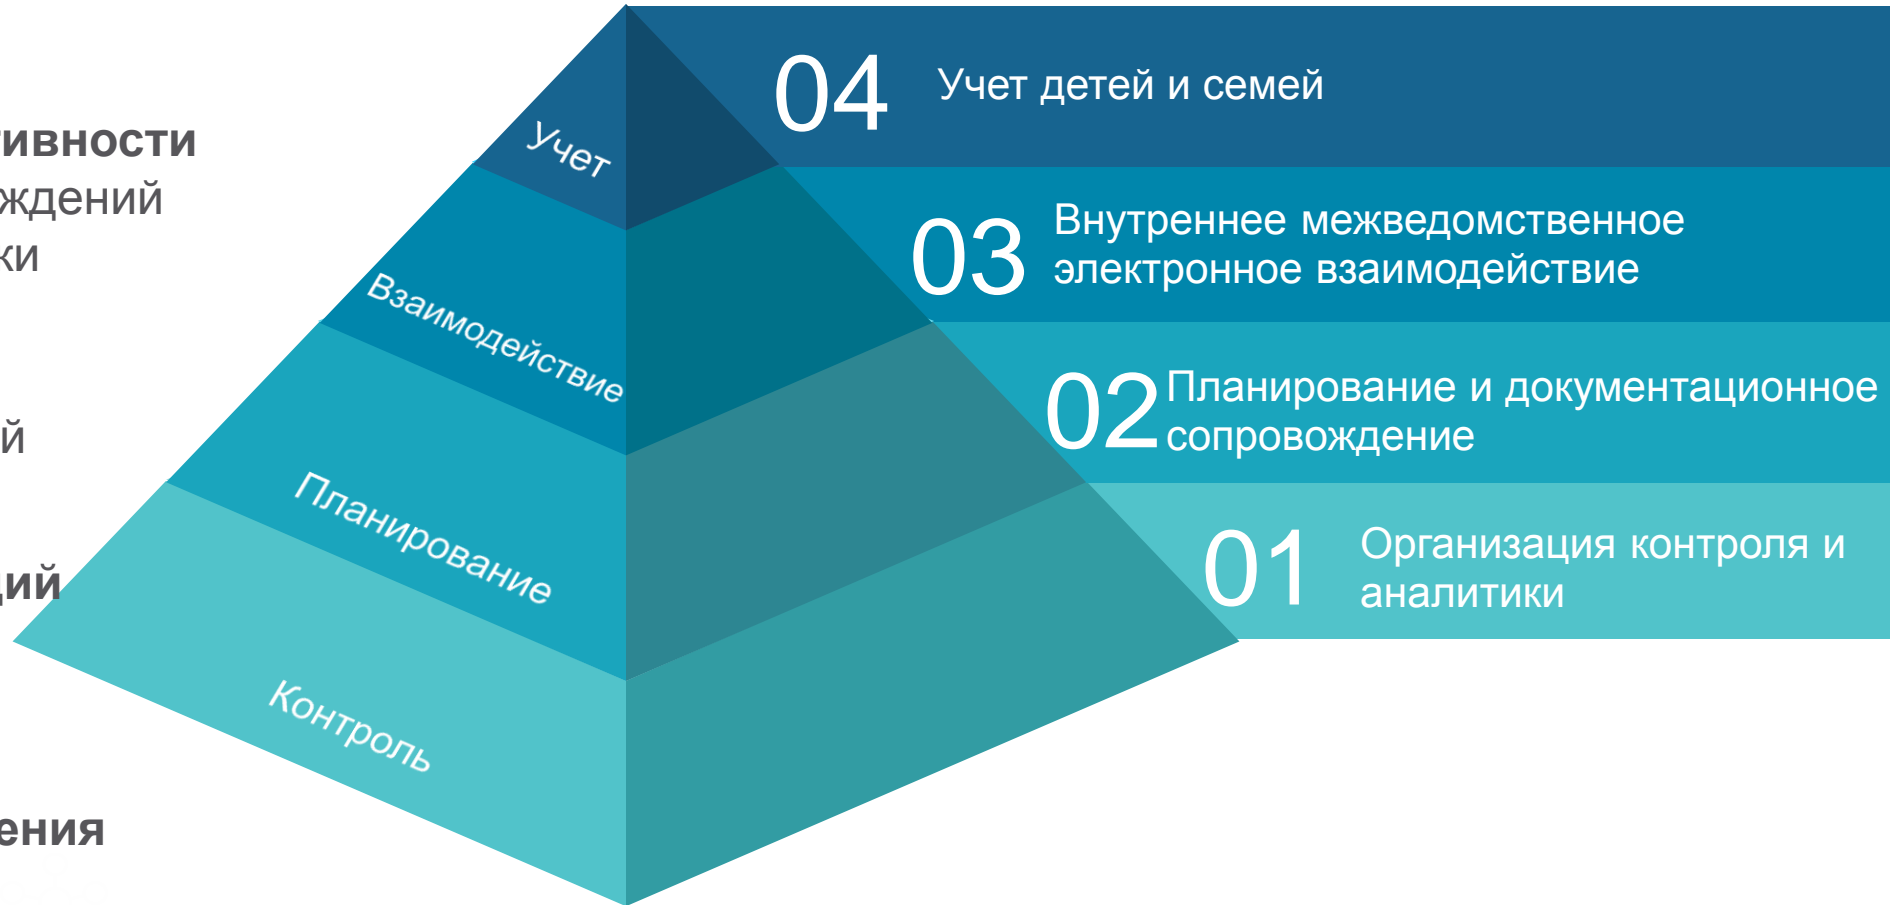 тивности
ждений
ки
й
ций
ения
Учет
Взаимодействие
Планирование
Контроль
04
Учет детей и семей
03
Внутреннее межведомственное
электронное взаимодействие
02
Планирование и документационное
сопровождение
01
Организация контроля и
аналитики